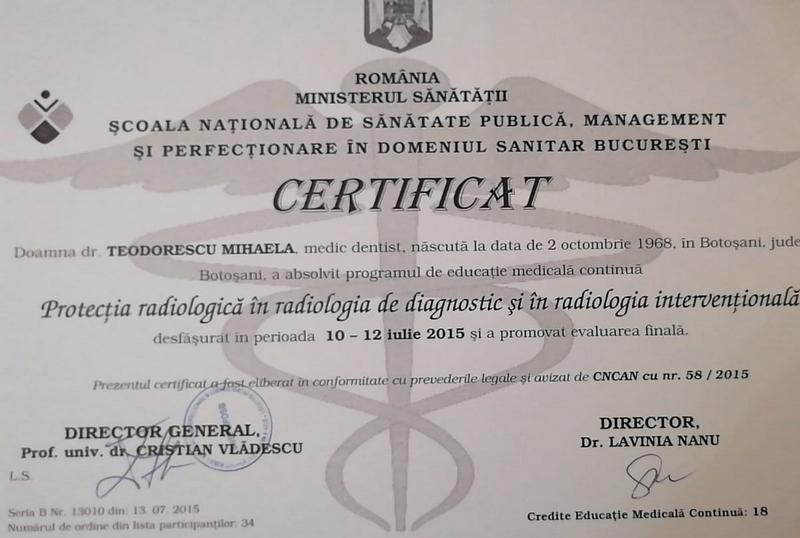 ROMÂNIA
MINISTERUL SĂNĂTĂȚII
ȘCOALA NAȚIONALĂ DE SĂNĂTATE PUBLICĂ, MANAGEMENT
ȘI PERFECȚIONARE ÎN DOMENIUL SANITAR BUCUREȘTI
CERTIFICAT
Doamna dr. TEODORESCU MIHAELA, medic dentist, născută la data de 2 octombrie 1968, în Botoșani, jude
Botoșani, a absolvit programul de educație medicală continuă
Protecția radiologică în radiologia de diagnostic și în radiologia intervențională
desfășurat în perioada 10 – 12 iulie 2015 și a promovat evaluarea finală.
Prezentul certificat a fost eliberat în conformitate cu prevederile legale și avizat de CNCAN cu nr. 58 / 2015
DIRECTOR GENERAL,
Prof. univ. dr. CRISTIAN VLĂDESCU
DIRECTOR,
Dr. LAVINIA NANU
L.S.
Seria B Nr. 13010 din: 13. 07. 2015
Numărul de ordine din lista participanților: 34
Credite Educație Medicală Continuă: 18